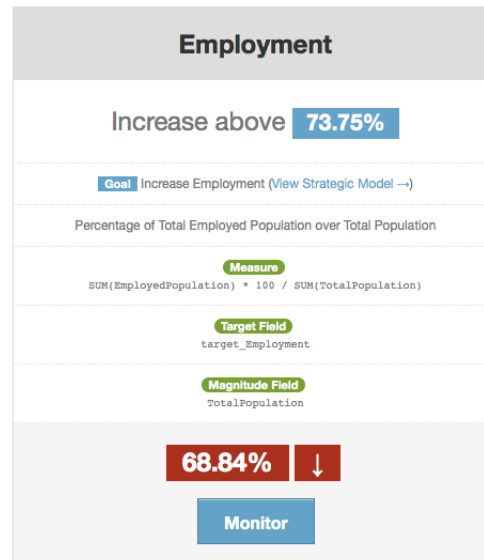 Employment
Increase above 73.75%
Goal Increase Employment (View Strategic Model →)
Percentage of Total Employed Population over Total Population
Measure
SUM(EmployedPopulation) * 100 / SUM(TotalPopulation)
Target Field
target_Employment
Magnitude Field
TotalPopulation
68.84% ↓
Monitor